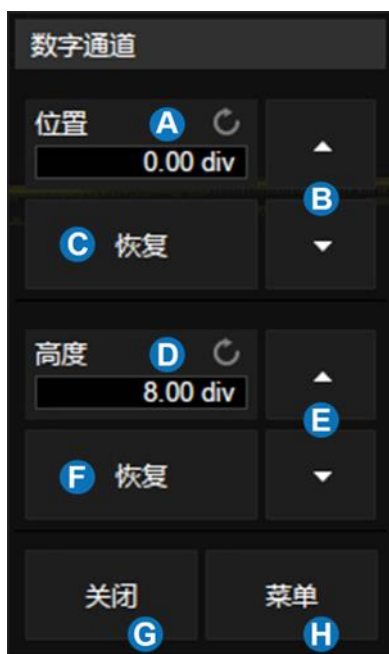 数字通道
位置 A
0.00 div
B
C 恢复
高度 D
8.00 div
E
F 恢复
关闭 菜单
G H